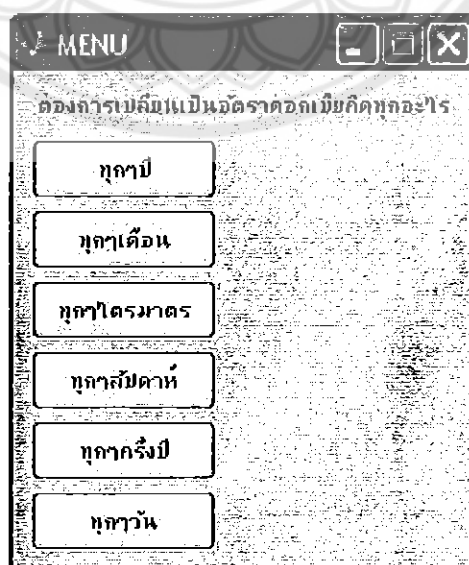 MENU
ต้องการเปลี่ยนเป็นอัตราดอกเบี้ยคิดทุกอะไร
ทุกๆปี
ทุกๆเดือน
ทุกๆไตรมาตร
ทุกๆสัปดาห์
ทุกๆครึ่งปี
ทุกๆวัน